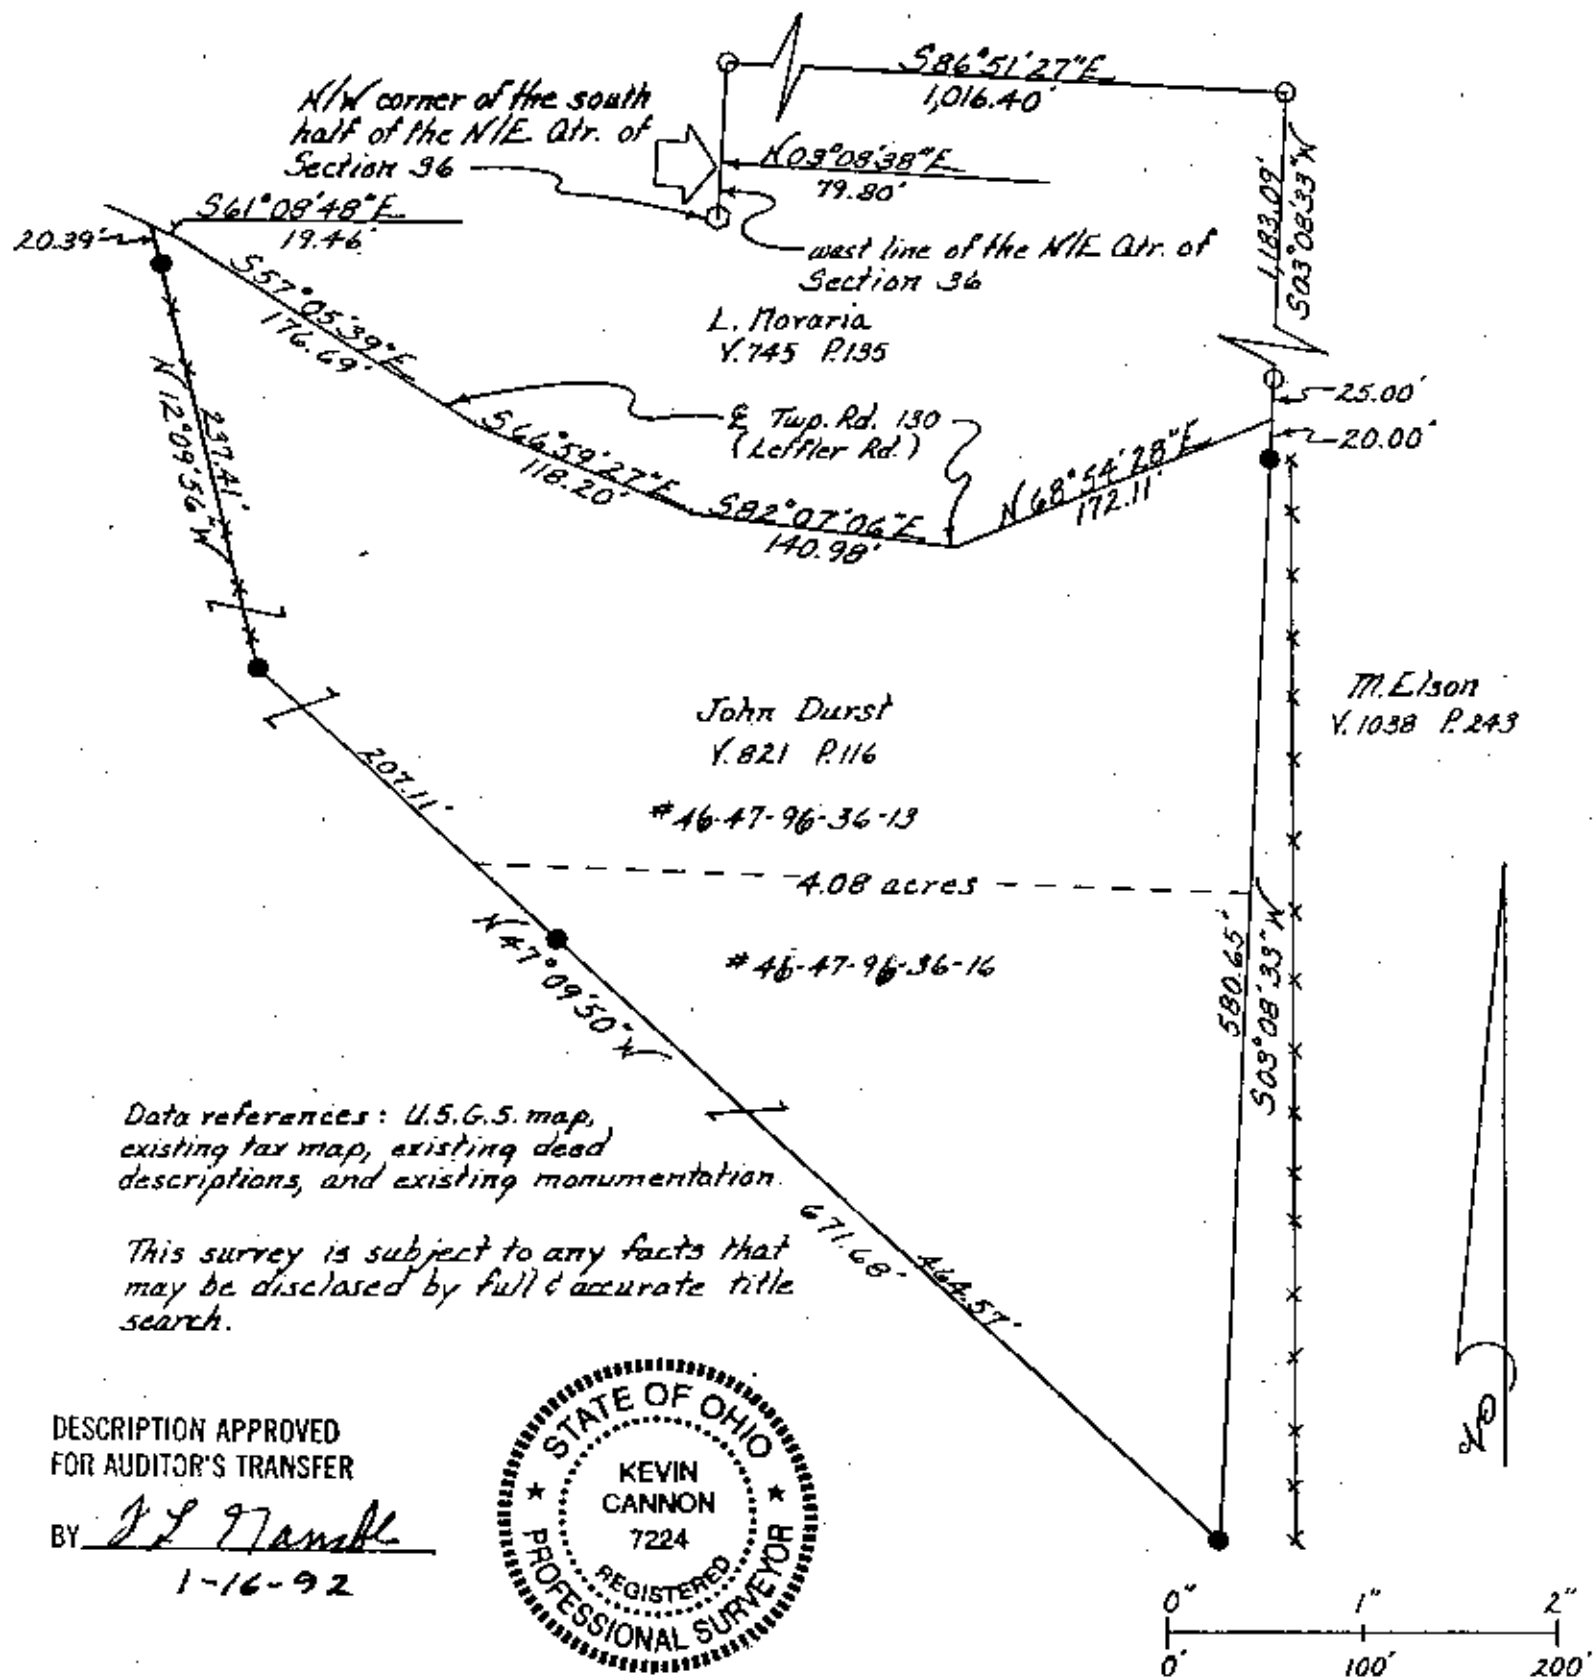 S86°51'27"E
1,016.40'
N/W corner of the south
half of the N/E Qtr. of
Section 36
N03°08'38"E
79.80'
west line of the N/E Qtr. of
Section 36
1,183.09'
S03°08'33"W
S61°08'48"E
19.46'
20.39'
S57°05'39"E
176.69'
L. Moraria
V.745 P.135
25.00'
20.00'
℄ Twp. Rd. 130
(Leffler Rd.)
S66°59'27"E
118.20'
S82°07'06"E
140.98'
N68°54'28"E
172.11'
237.41'
N12°09'56"W
John Durst
V.821 P.116
M. Elson
V.1038 P.243
207.11'
#46-47-96-36-13
4.08 acres
N47°09'50"W
#46-47-96-36-16
580.65'
S03°08'33"W
Data references: U.S.G.S. map,
existing tax map, existing deed
descriptions, and existing monumentation.
671.68'
464.57'
This survey is subject to any facts that
may be disclosed by full & accurate title
search.
DESCRIPTION APPROVED
FOR AUDITOR'S TRANSFER
BY
1-16-92
STATE OF OHIO
KEVIN
CANNON
7224
REGISTERED
PROFESSIONAL SURVEYOR
0" 1" 2"
0' 100' 200'